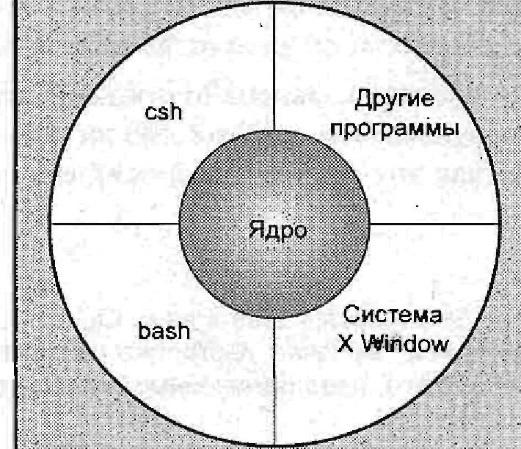 csh
Другие
программы
Ядро
bash
Система
X Window